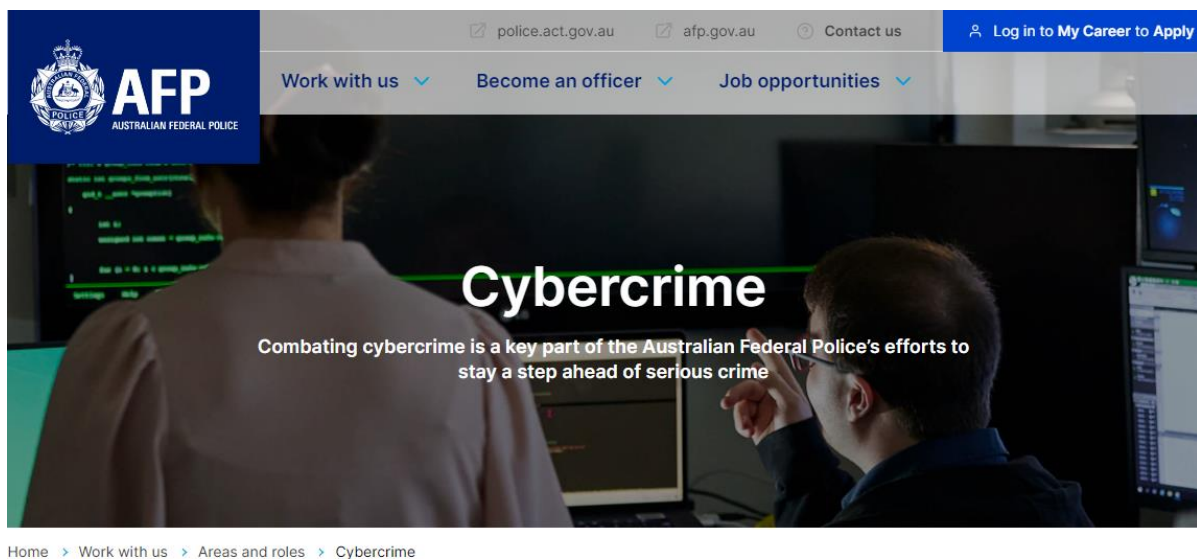 police.act.gov.au
afp.gov.au
Contact us
Log in to My Career to Apply
POLICE
AFP
AUSTRALIAN FEDERAL POLICE
Work with us
Become an officer
Job opportunities
Cybercrime
Combating cybercrime is a key part of the Australian Federal Police's efforts to
stay a step ahead of serious crime
Home > Work with us > Areas and roles > Cybercrime